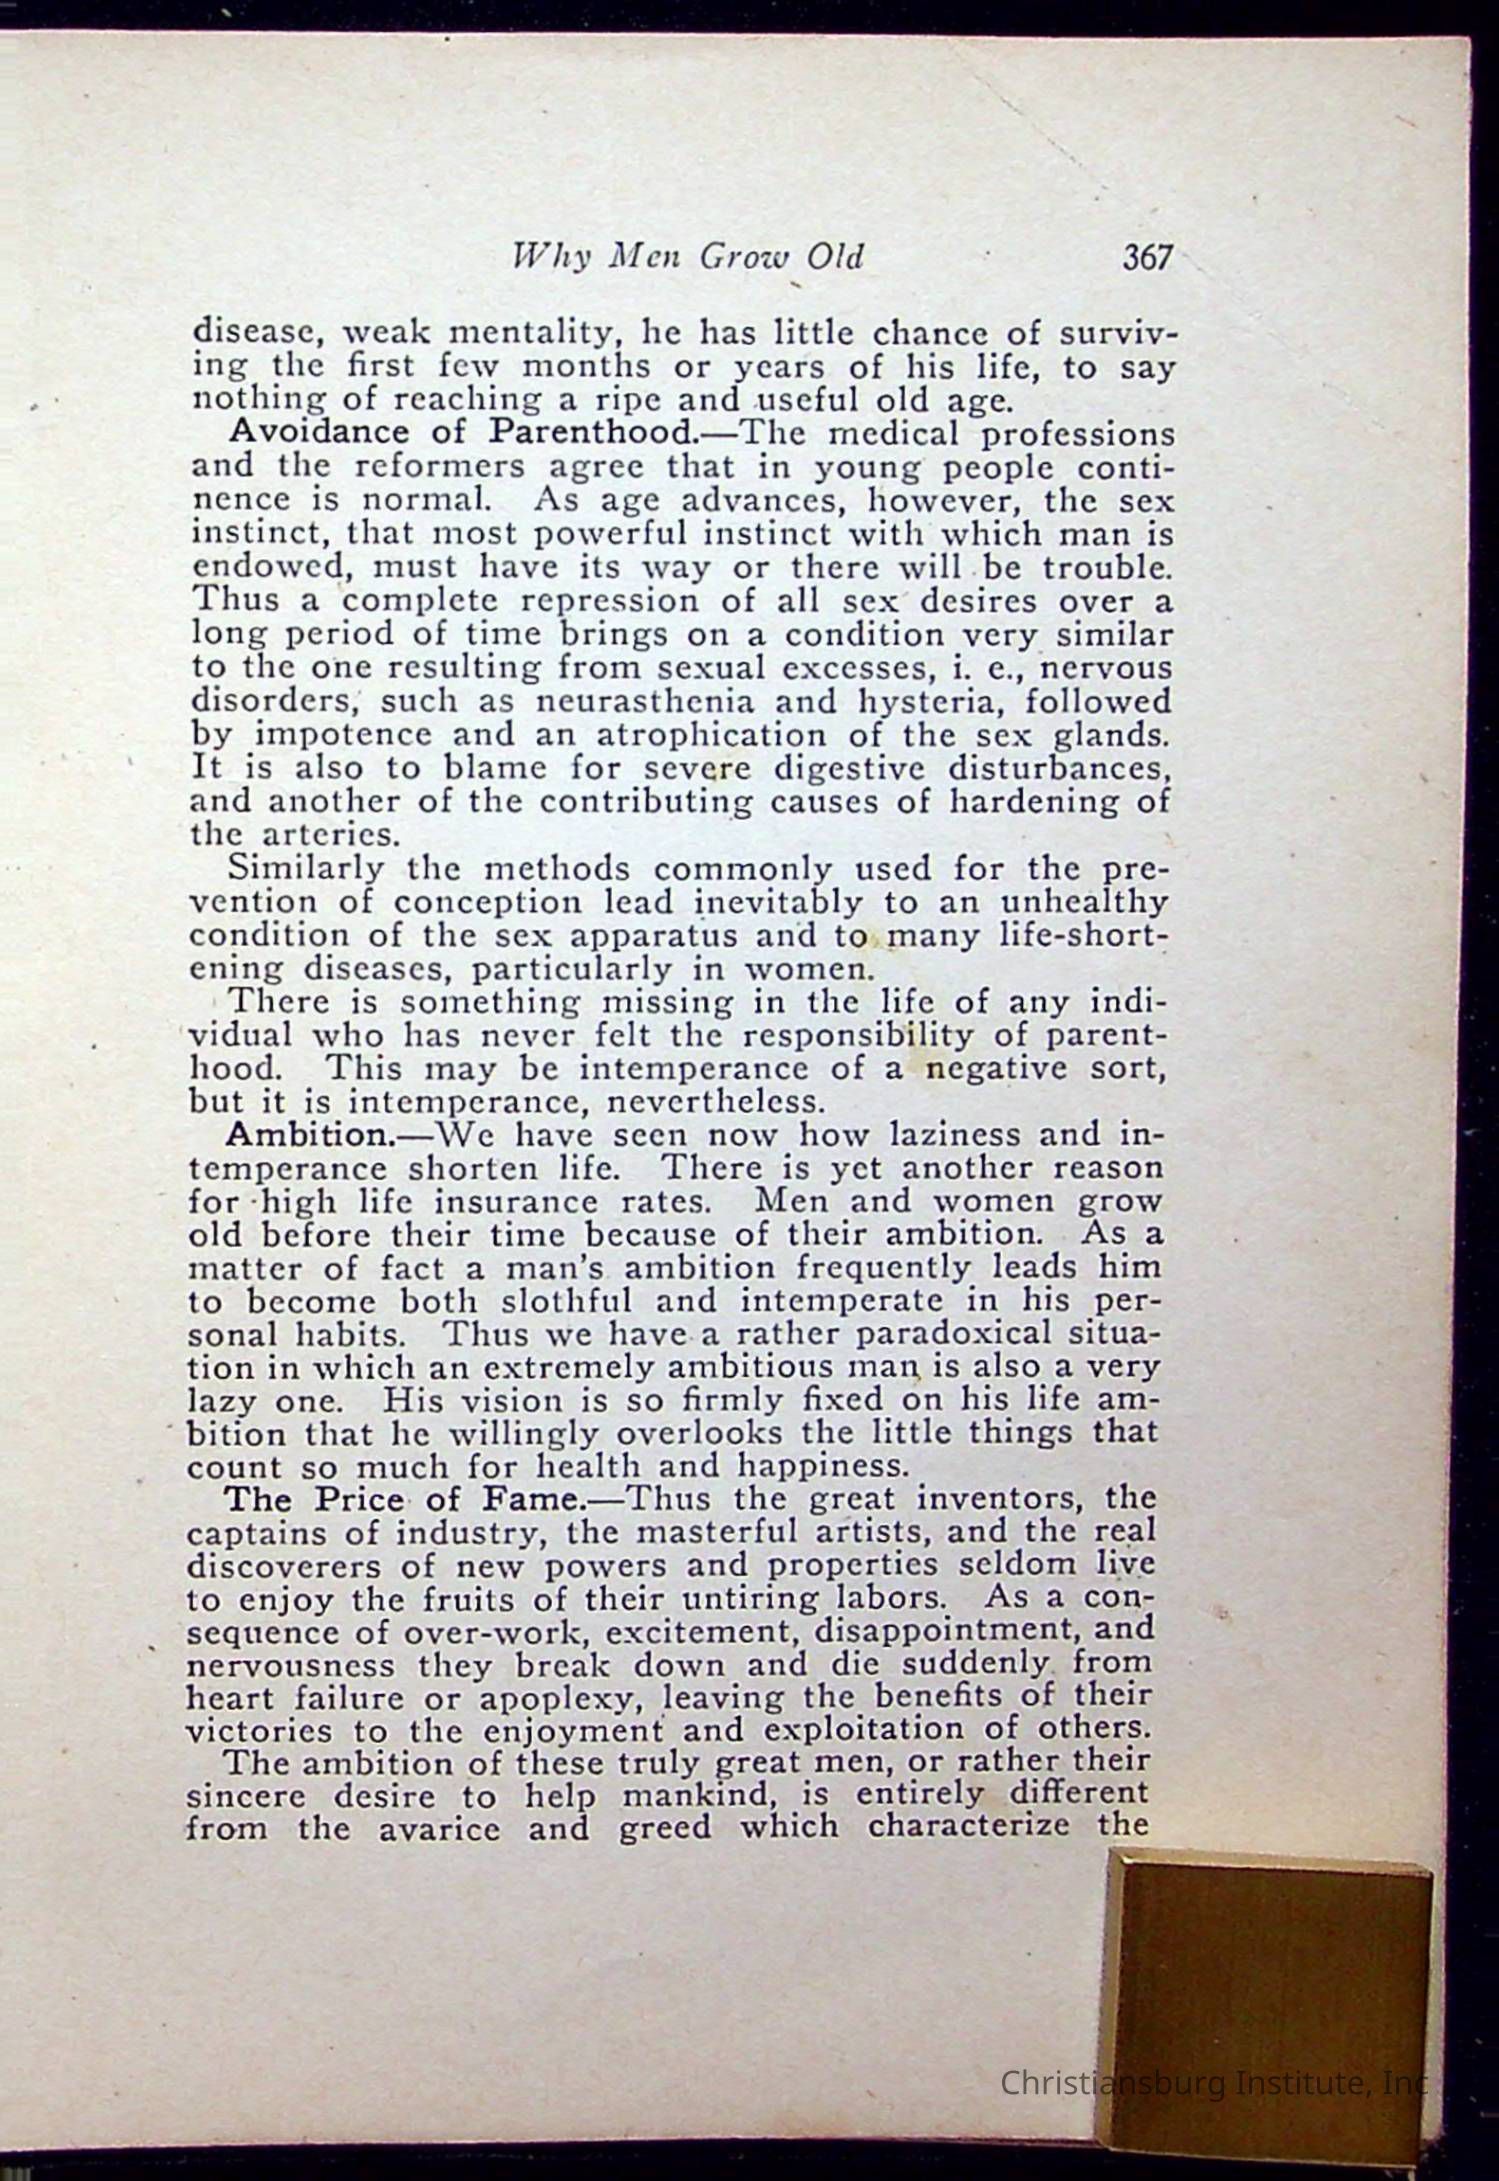 Why Men Grow Old 367
disease, weak mentality, he has little chance of surviv-
ing the first few months or years of his life, to say
nothing of reaching a ripe and useful old age.
Avoidance of Parenthood.—The medical professions
and the reformers agree that in young people conti-
nence is normal. As age advances, however, the sex
instinct, that most powerful instinct with which man is
endowed, must have its way or there will be trouble.
Thus a complete repression of all sex desires over a
long period of time brings on a condition very similar
to the one resulting from sexual excesses, i. e., nervous
disorders, such as neurasthenia and hysteria, followed
by impotence and an atrophication of the sex glands.
It is also to blame for severe digestive disturbances,
and another of the contributing causes of hardening of
the arteries.
Similarly the methods commonly used for the pre-
vention of conception lead inevitably to an unhealthy
condition of the sex apparatus and to many life-short-
ening diseases, particularly in women.
There is something missing in the life of any indi-
vidual who has never felt the responsibility of parent-
hood. This may be intemperance of a negative sort,
but it is intemperance, nevertheless.
Ambition.—We have seen now how laziness and in-
temperance shorten life. There is yet another reason
for high life insurance rates. Men and women grow
old before their time because of their ambition. As a
matter of fact a man's ambition frequently leads him
to become both slothful and intemperate in his per-
sonal habits. Thus we have a rather paradoxical situa-
tion in which an extremely ambitious man is also a very
lazy one. His vision is so firmly fixed on his life am-
bition that he willingly overlooks the little things that
count so much for health and happiness.
The Price of Fame.—Thus the great inventors, the
captains of industry, the masterful artists, and the real
discoverers of new powers and properties seldom live
to enjoy the fruits of their untiring labors. As a con-
sequence of over-work, excitement, disappointment, and
nervousness they break down and die suddenly from
heart failure or apoplexy, leaving the benefits of their
victories to the enjoyment and exploitation of others.
The ambition of these truly great men, or rather their
sincere desire to help mankind, is entirely different
from the avarice and greed which characterize the
Christiansburg Institute, Inc